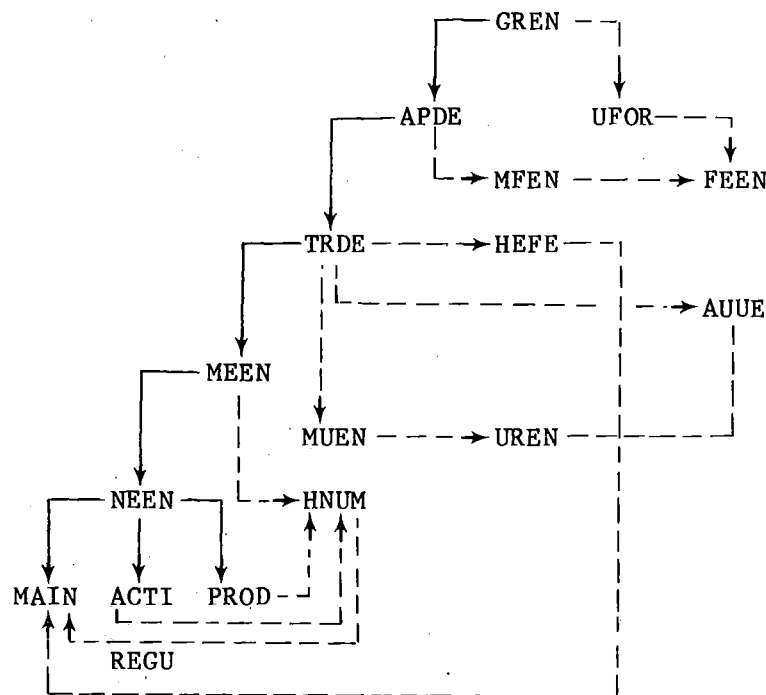 GREN
APDE UFOR
MFEN FEEN
TRDE HEFE
AUUE
MEEN
MUEN UREN
NEEN HNUM
MAIN ACTI PROD
REGU